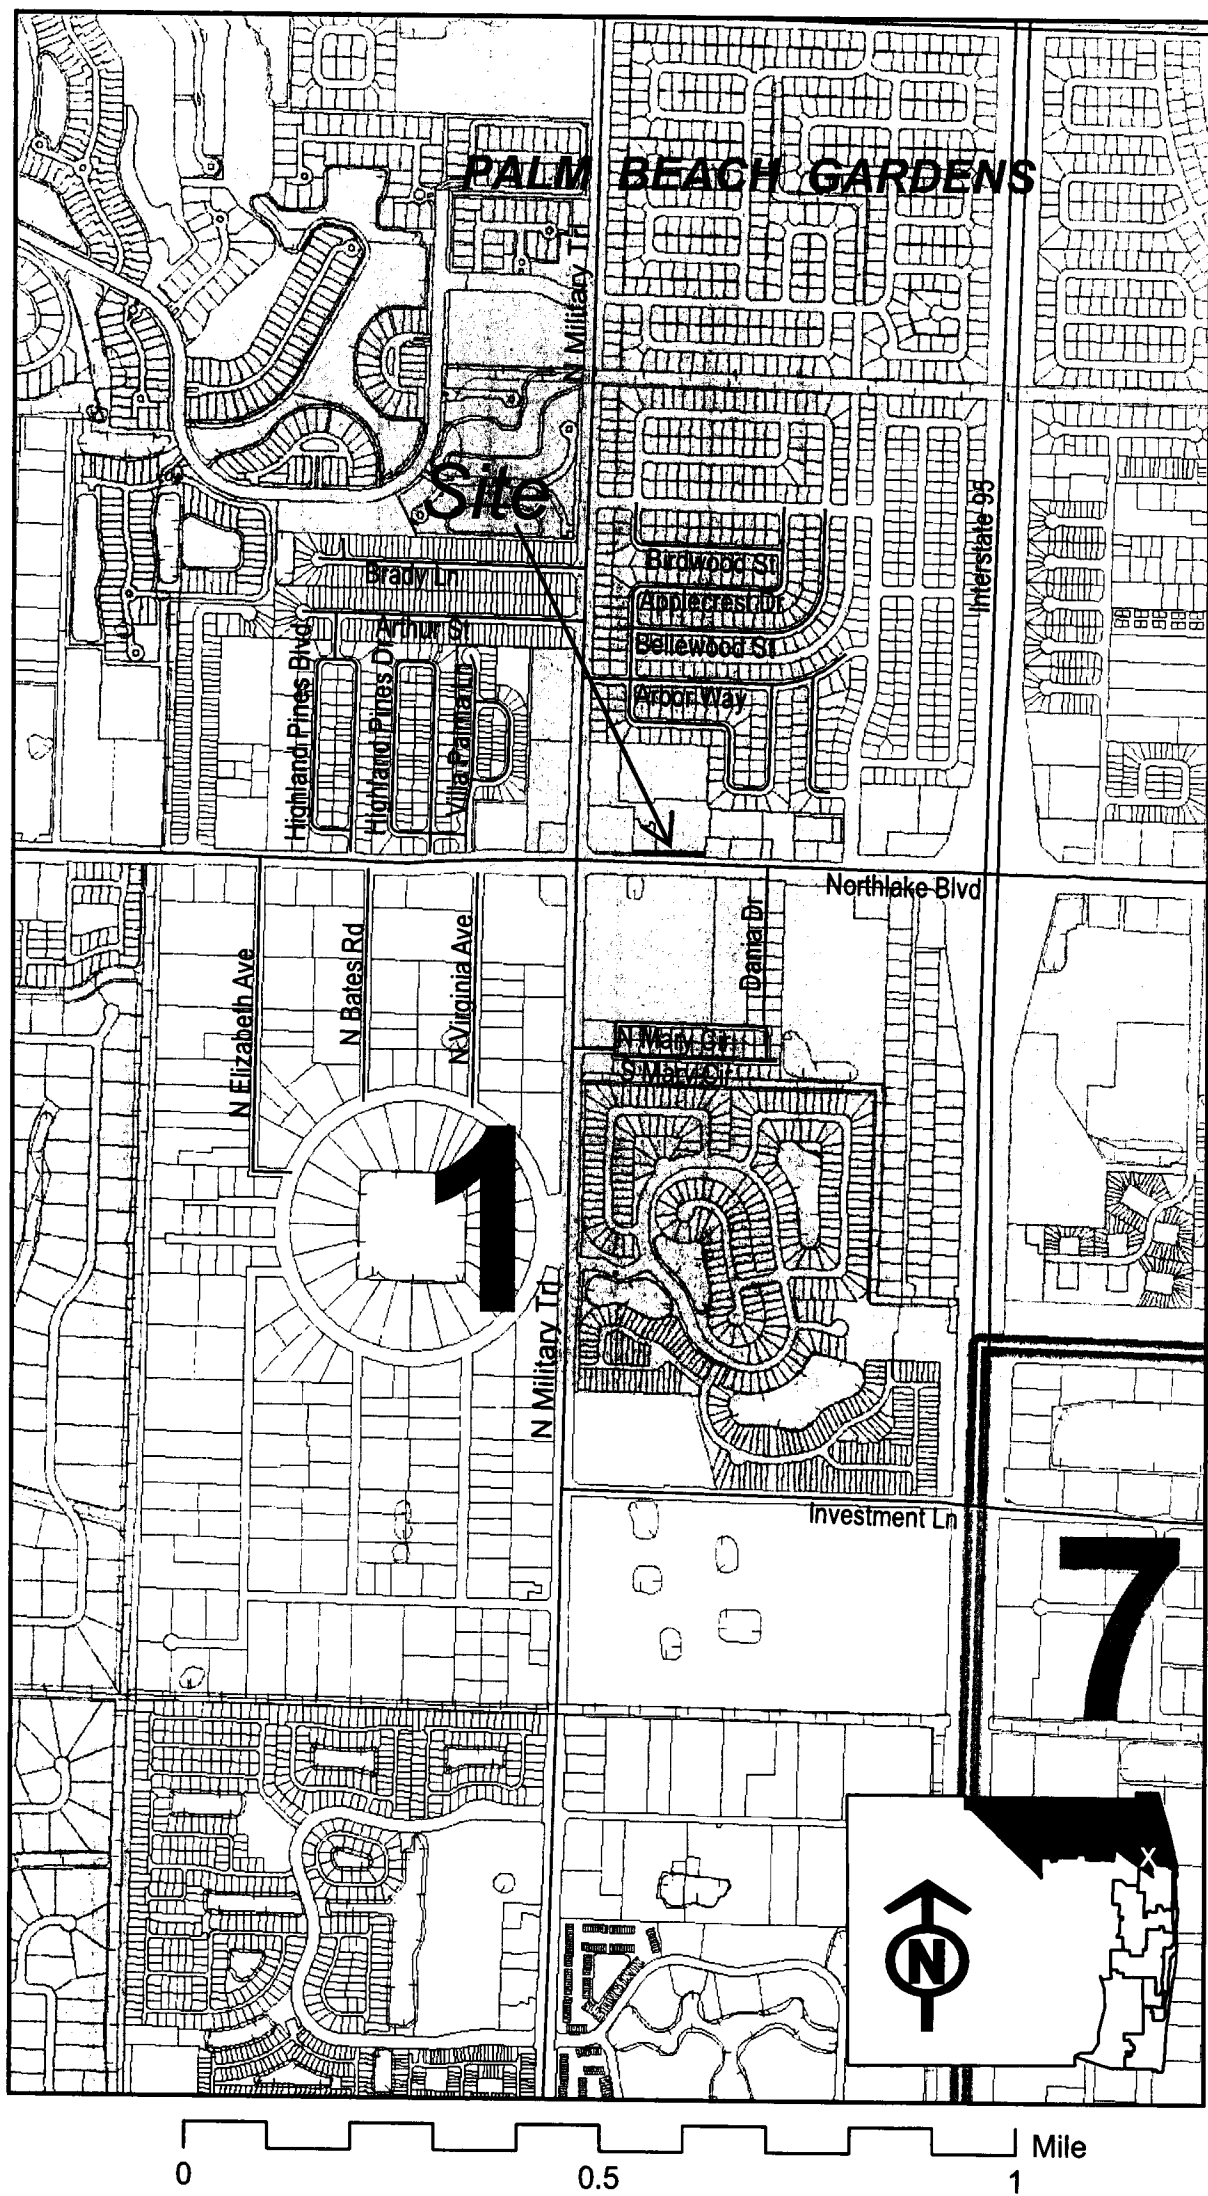 PALM BEACH GARDENS
N Military Trl
Site
Interstate 95
Birdwood St
Brady Ln
Applecrest Dr
Arthur St
Bellewood St
Highland Pines Blvd
Highland Pines Dr
Villa Palma Ln
Arbor Way
Northlake Blvd
N Elizabeth Ave
N Bates Rd
N Virginia Ave
Dania Dr
N Mary Cir
S Mary Cir
1
N Military Trl
Investment Ln
7
X
N
Mile
0
0.5
1